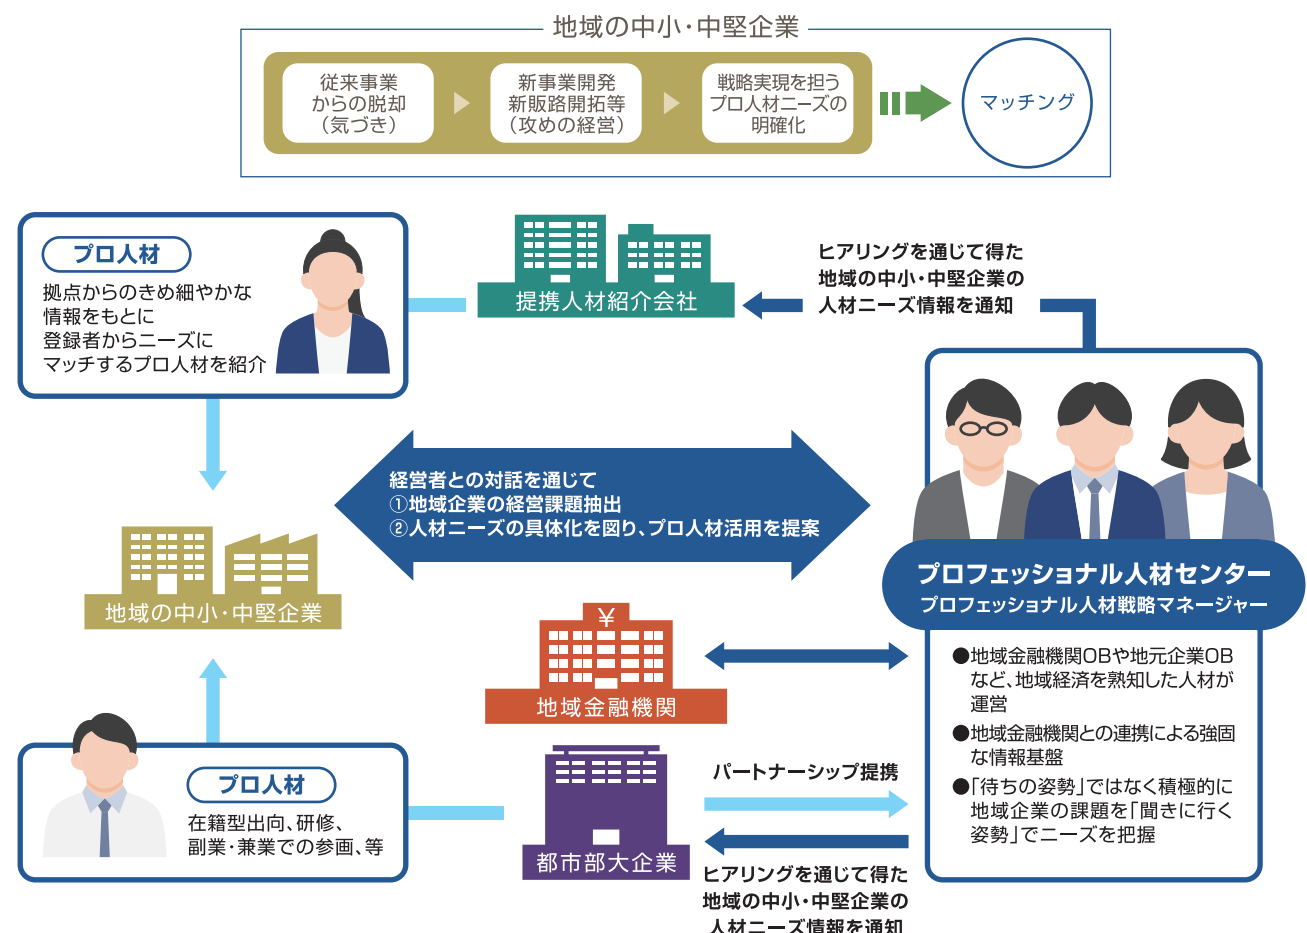 地域の中小・中堅企業
従来事業
からの脱却
（気づき）
新事業開発
新販路開拓等
（攻めの経営）
戦略実現を担う
プロ人材ニーズの
明確化
マッチング
プロ人材
拠点からのきめ細やかな
情報をもとに
登録者からニーズに
マッチするプロ人材を紹介
提携人材紹介会社
ヒアリングを通じて得た
地域の中小・中堅企業の
人材ニーズ情報を通知
経営者との対話を通じて
①地域企業の経営課題抽出
②人材ニーズの具体化を図り、プロ人材活用を提案
地域の中小・中堅企業
プロフェッショナル人材センター
プロフェッショナル人材戦略マネージャー
●地域金融機関OBや地元企業OB
など、地域経済を熟知した人材が
運営
●地域金融機関との連携による強固
な情報基盤
●「待ちの姿勢」ではなく積極的に
地域企業の課題を「聞きに行く
姿勢」でニーズを把握
¥
地域金融機関
プロ人材
在籍型出向、研修、
副業・兼業での参画、等
都市部大企業
パートナーシップ提携
ヒアリングを通じて得た
地域の中小・中堅企業の
人材ニーズ情報を通知